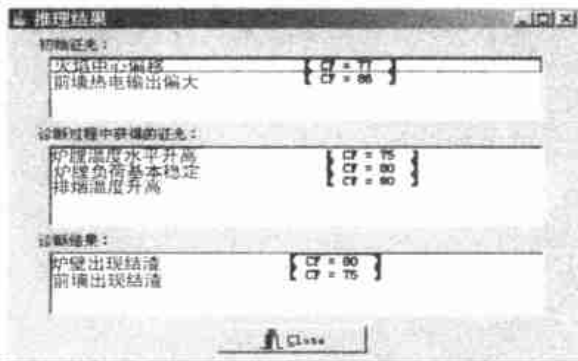 推理结果
初始证先：
火焰中心偏移 [ CF = 77 ]
前墙热电输出偏大 [ CF = 86 ]
诊断过程中获得的证先：
炉膛温度水平升高 [ CF = 75 ]
炉膛负荷基本稳定 [ CF = 80 ]
排烟温度升高 [ CF = 80 ]
诊断结果：
炉壁出现结渣 [ CF = 80 ]
前墙出现结渣 [ CF = 75 ]
Close